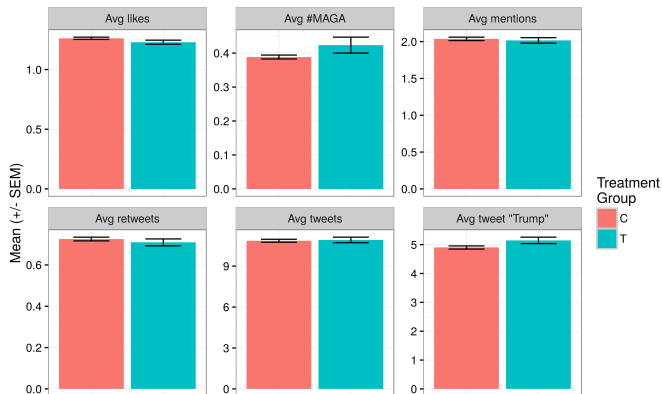 Avg likes
Avg #MAGA
Avg mentions
1.0
0.5
0.0
0.4
0.3
0.2
0.1
0.0
2.0
1.5
1.0
0.5
0.0
Mean (+/- SEM)
Avg retweets
Avg tweets
Avg tweet "Trump"
0.6
0.4
0.2
0.0
9
6
3
0
5
4
3
2
1
0
Treatment
Group
C
T